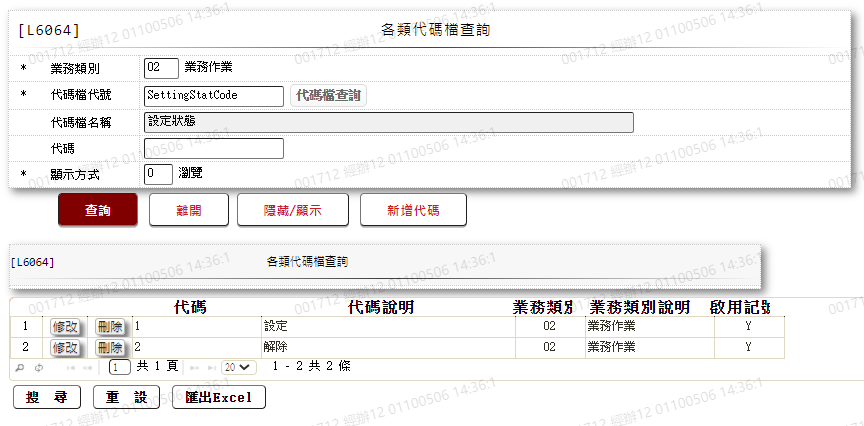 [L6064] 各類代碼檔查詢
* 業務類別 02 業務作業
* 代碼檔代號 SettingStatCode 代碼檔查詢
代碼檔名稱 設定狀態
代碼
* 顯示方式 0 瀏覽
查詢 離開 隱藏/顯示 新增代碼
[L6064] 各類代碼檔查詢
代碼 代碼說明 業務類別 業務類別說明 啟用記號
1 修改 刪除 1 設定 02 業務作業 Y
2 修改 刪除 2 解除 02 業務作業 Y
1 共 1 頁 20 1 - 2 共 2 條
搜 尋 重 設 匯出Excel
001712 經辦12 01100506 14:36:1